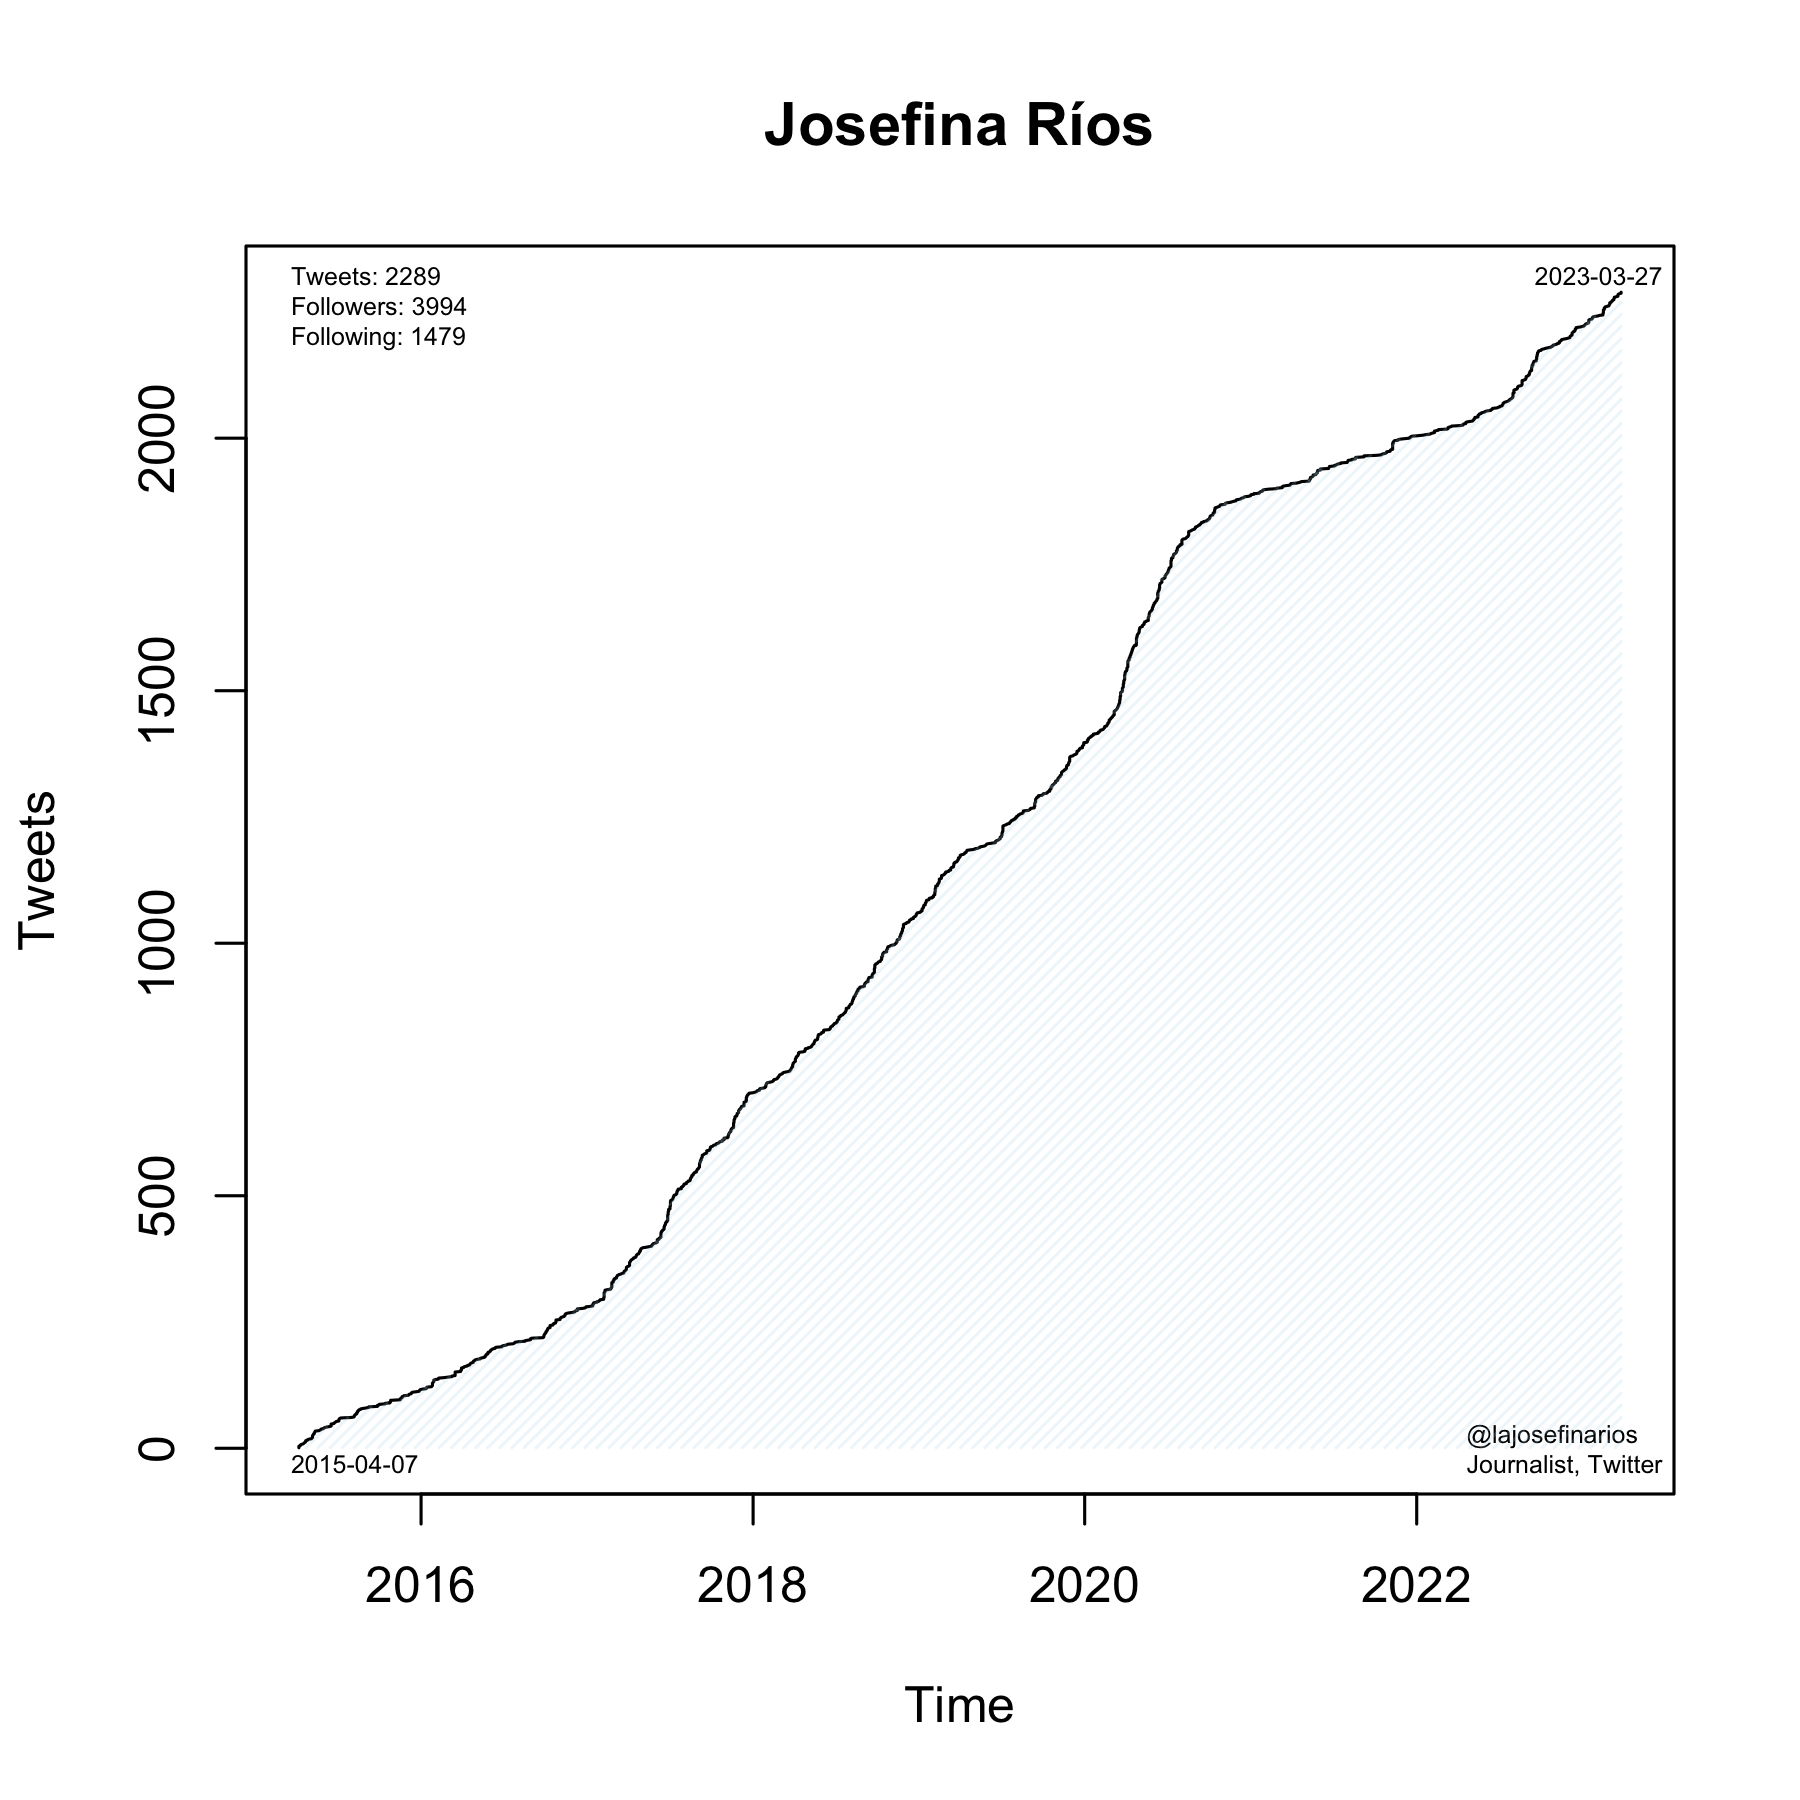 Josefina Ríos
Tweets: 2289
Followers: 3994
Following: 1479
2023-03-27
Tweets
2000
1500
1000
500
0
2015-04-07
@lajosefinarios
Journalist, Twitter
2016 2018 2020 2022
Time